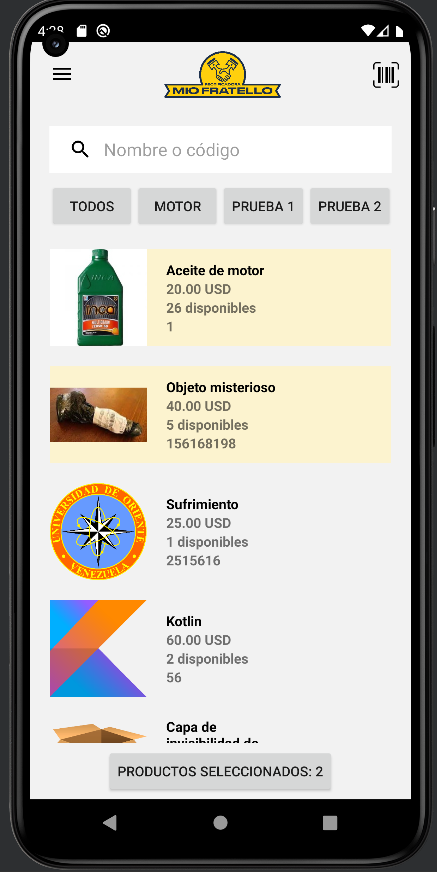 4:28
MULTISERVICIOS
MIO FRATELLO
Nombre o código
TODOS
MOTOR
PRUEBA 1
PRUEBA 2
Aceite de motor
20.00 USD
26 disponibles
1
Objeto misterioso
40.00 USD
5 disponibles
156168198
UNIVERSIDAD DE ORIENTE
VENEZUELA
Sufrimiento
25.00 USD
1 disponibles
2515616
Kotlin
60.00 USD
2 disponibles
56
Capa de
invisibilidad de
PRODUCTOS SELECCIONADOS: 2